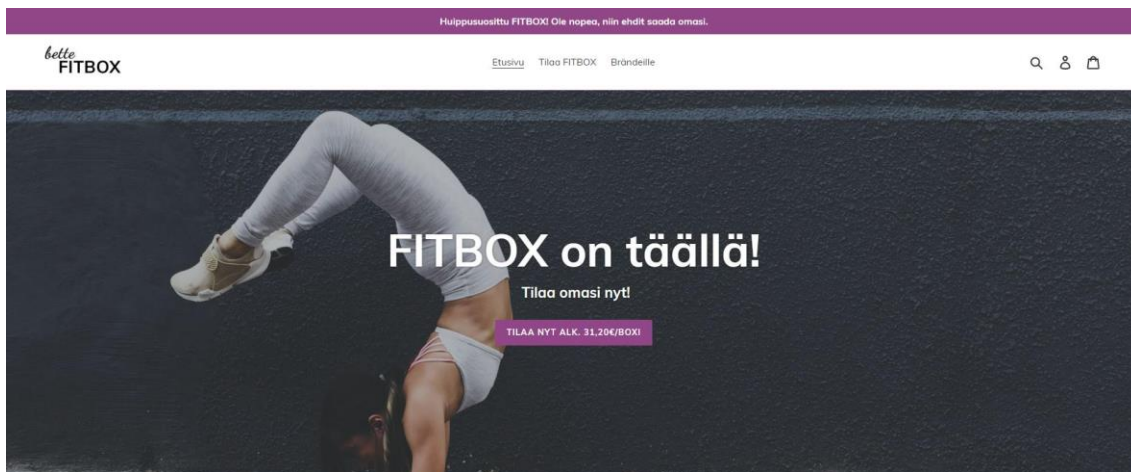 Huippusuosittu FITBOX! Ole nopea, niin ehdit saada omasi.
bette
FITBOX
Etusivu Tilaa FITBOX Brändeille
FITBOX on täällä!
Tilaa omasi nyt!
TILAA NYT ALK. 31,20€/BOXI